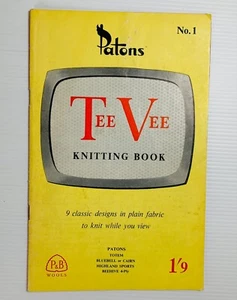 Patons
No. 1
TEE VEE
KNITTING BOOK
9 classic designs in plain fabric
to knit while you view
PATONS
TOTEM
BLUEBELL or CAIRN
HIGHLAND SPORTS
BEEHIVE 4-PLY
P&B
WOOLS
1'9